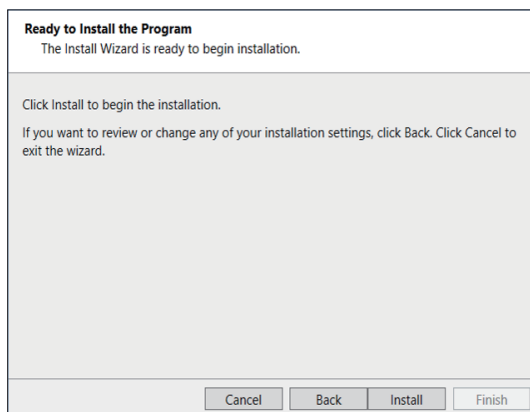 Ready to Install the Program
The Install Wizard is ready to begin installation.
Click Install to begin the installation.
If you want to review or change any of your installation settings, click Back. Click Cancel to
exit the wizard.
Cancel Back Install Finish